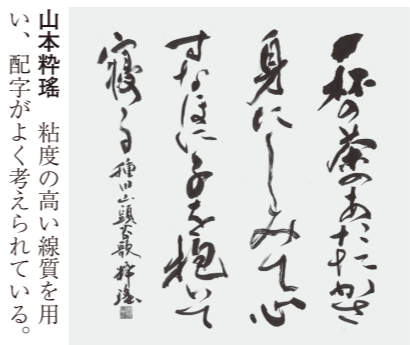 一杯の茶のあたたかさ
身にしみて心
すなほに子を抱いて
寝る 種田山頭火歌 粋瑤
山本粋瑤 粘度の高い線質を用
い、配字がよく考えられている。